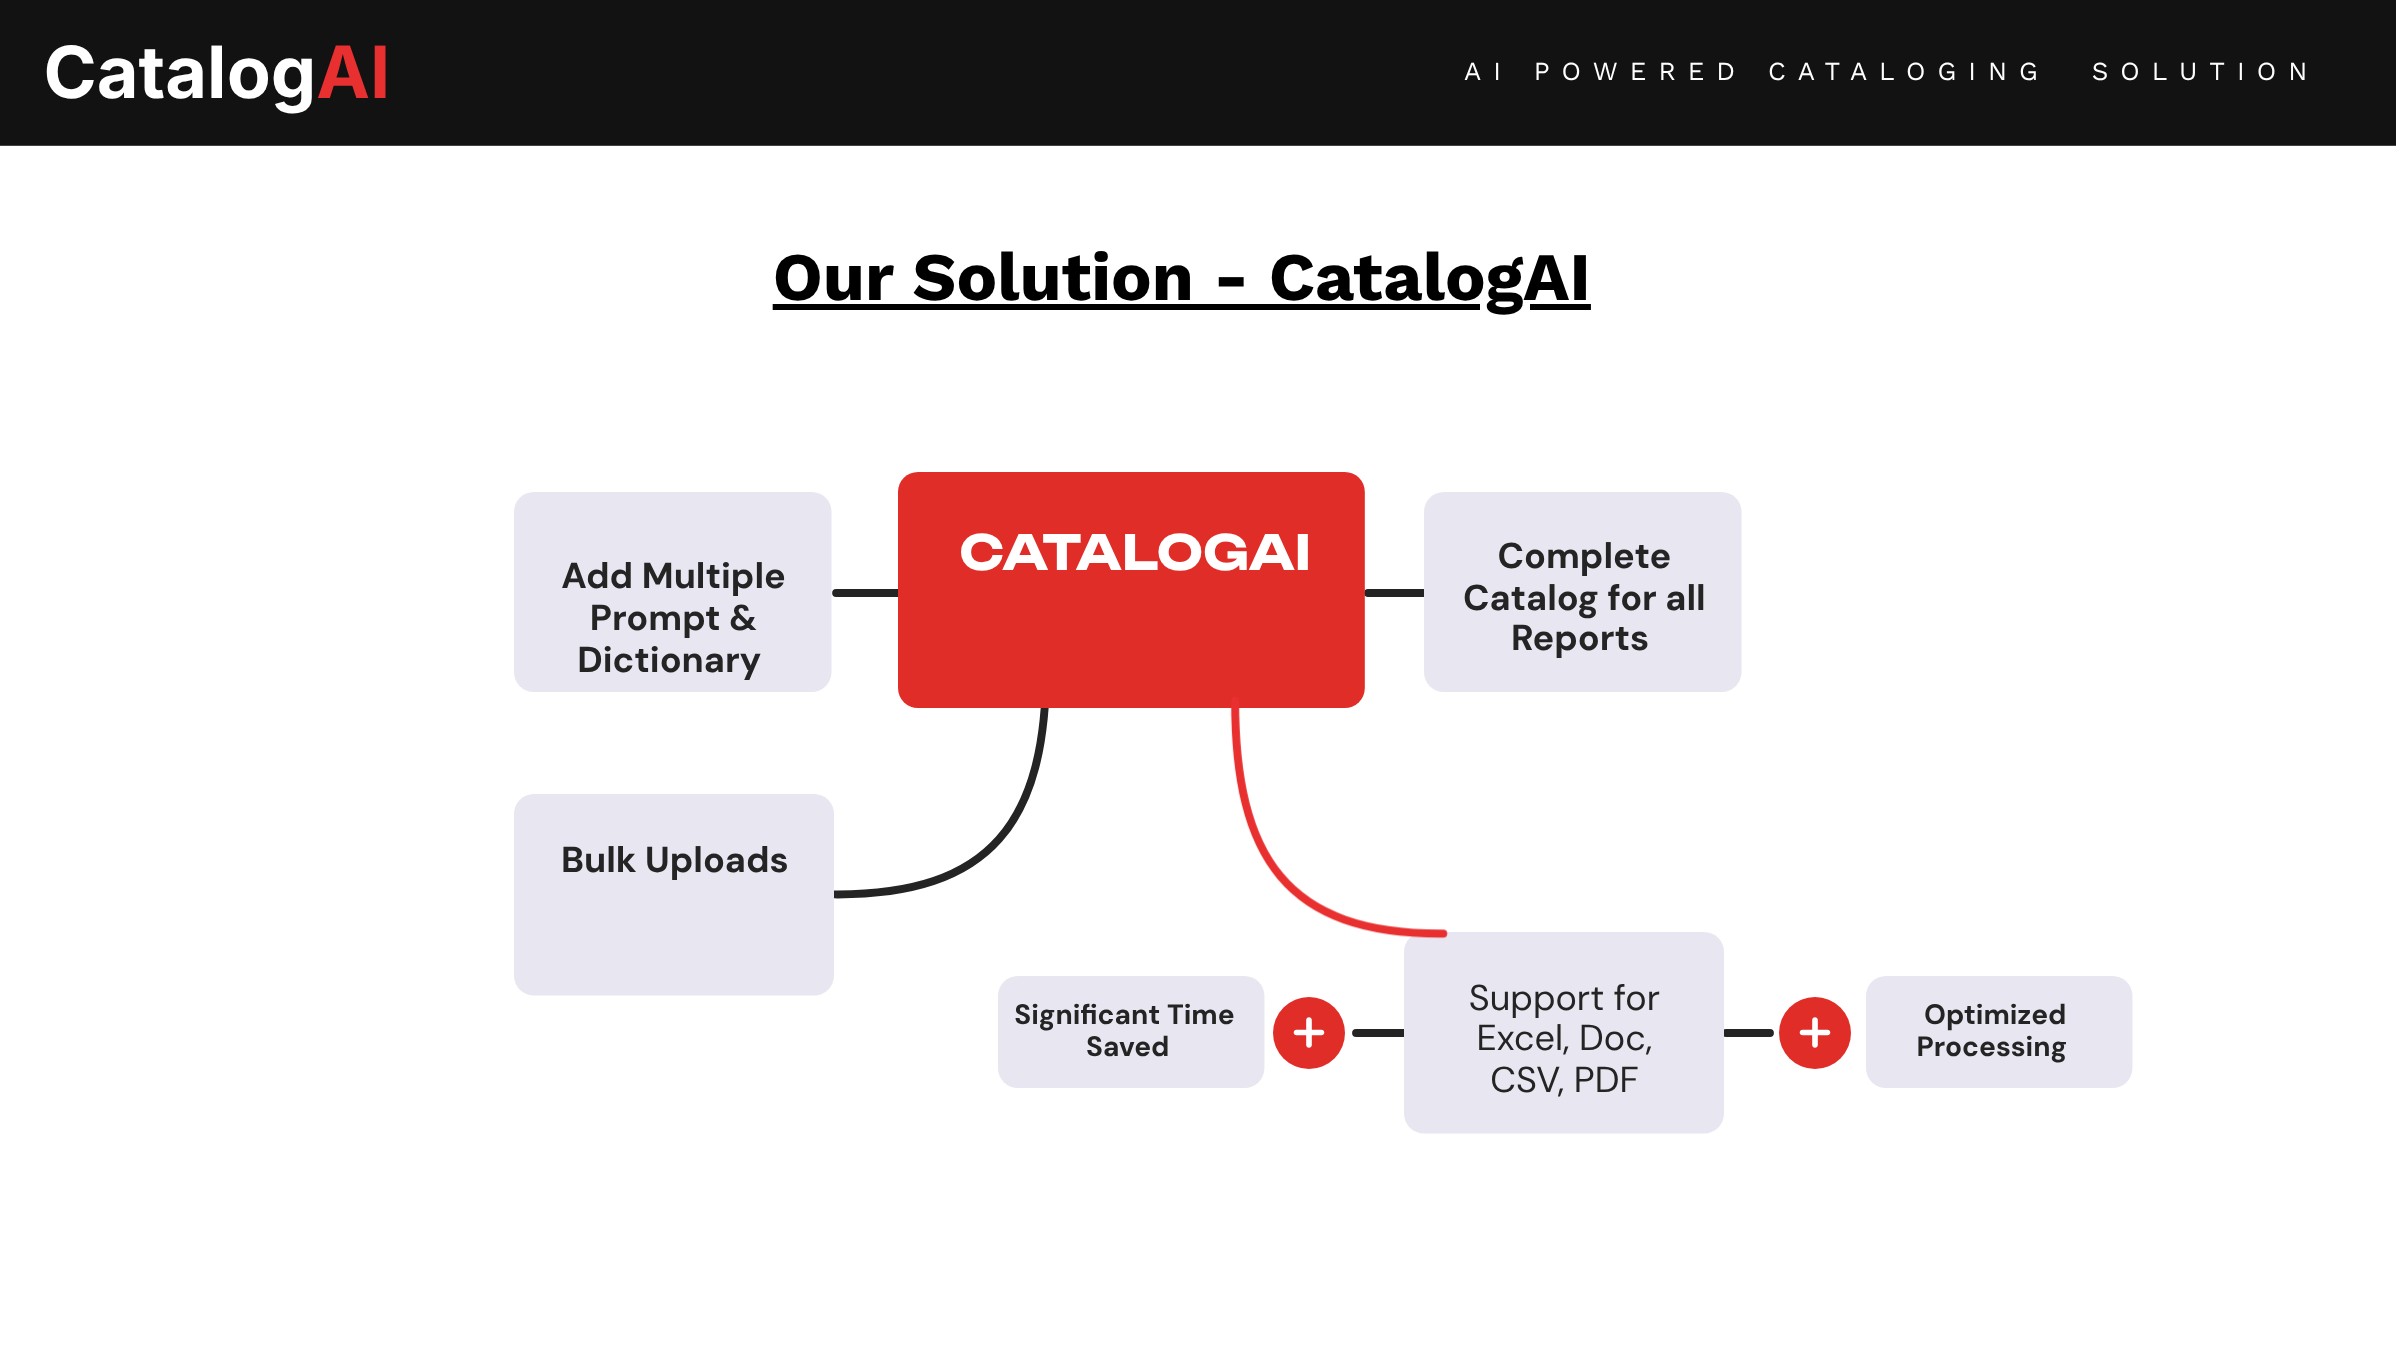 CatalogAI
AI POWERED CATALOGING SOLUTION
Our Solution - CatalogAI
Add Multiple
Prompt &
Dictionary
CATALOGAI
Complete
Catalog for all
Reports
Bulk Uploads
Significant Time
Saved
Support for
Excel, Doc,
CSV, PDF
Optimized
Processing